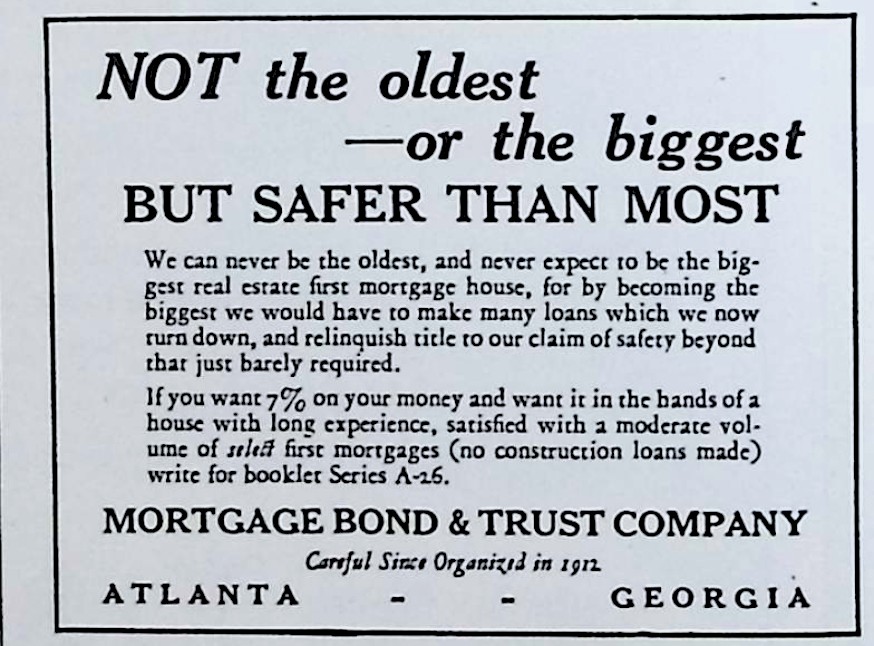 NOT the oldest
—or the biggest
BUT SAFER THAN MOST
We can never be the oldest, and never expect to be the big-
gest real estate first mortgage house, for by becoming the
biggest we would have to make many loans which we now
turn down, and relinquish title to our claim of safety beyond
that just barely required.
If you want 7% on your money and want it in the hands of a
house with long experience, satisfied with a moderate vol-
ume of select first mortgages (no construction loans made)
write for booklet Series A-26.
MORTGAGE BOND & TRUST COMPANY
Careful Since Organized in 1912
ATLANTA - - GEORGIA